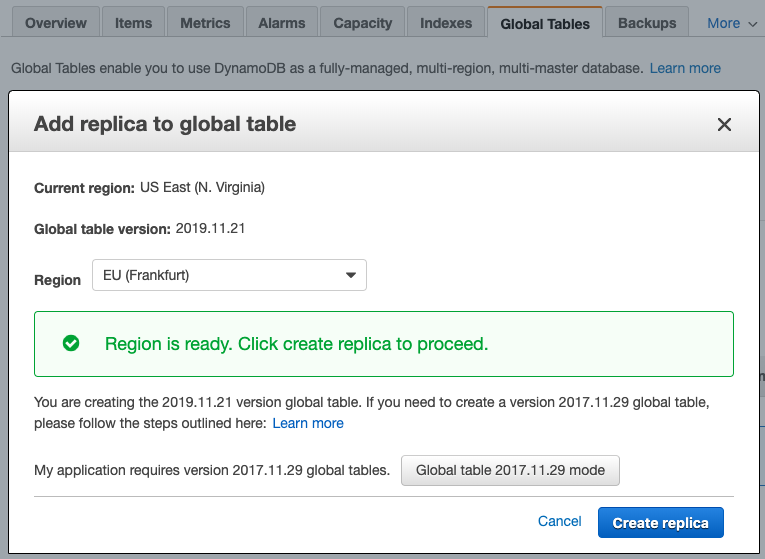 Overview Items Metrics Alarms Capacity Indexes Global Tables Backups More
Global Tables enable you to use DynamoDB as a fully-managed, multi-region, multi-master database. Learn more
Add replica to global table
Current region: US East (N. Virginia)
Global table version: 2019.11.21
Region EU (Frankfurt)
Region is ready. Click create replica to proceed.
You are creating the 2019.11.21 version global table. If you need to create a version 2017.11.29 global table,
please follow the steps outlined here: Learn more
My application requires version 2017.11.29 global tables. Global table 2017.11.29 mode
Cancel Create replica